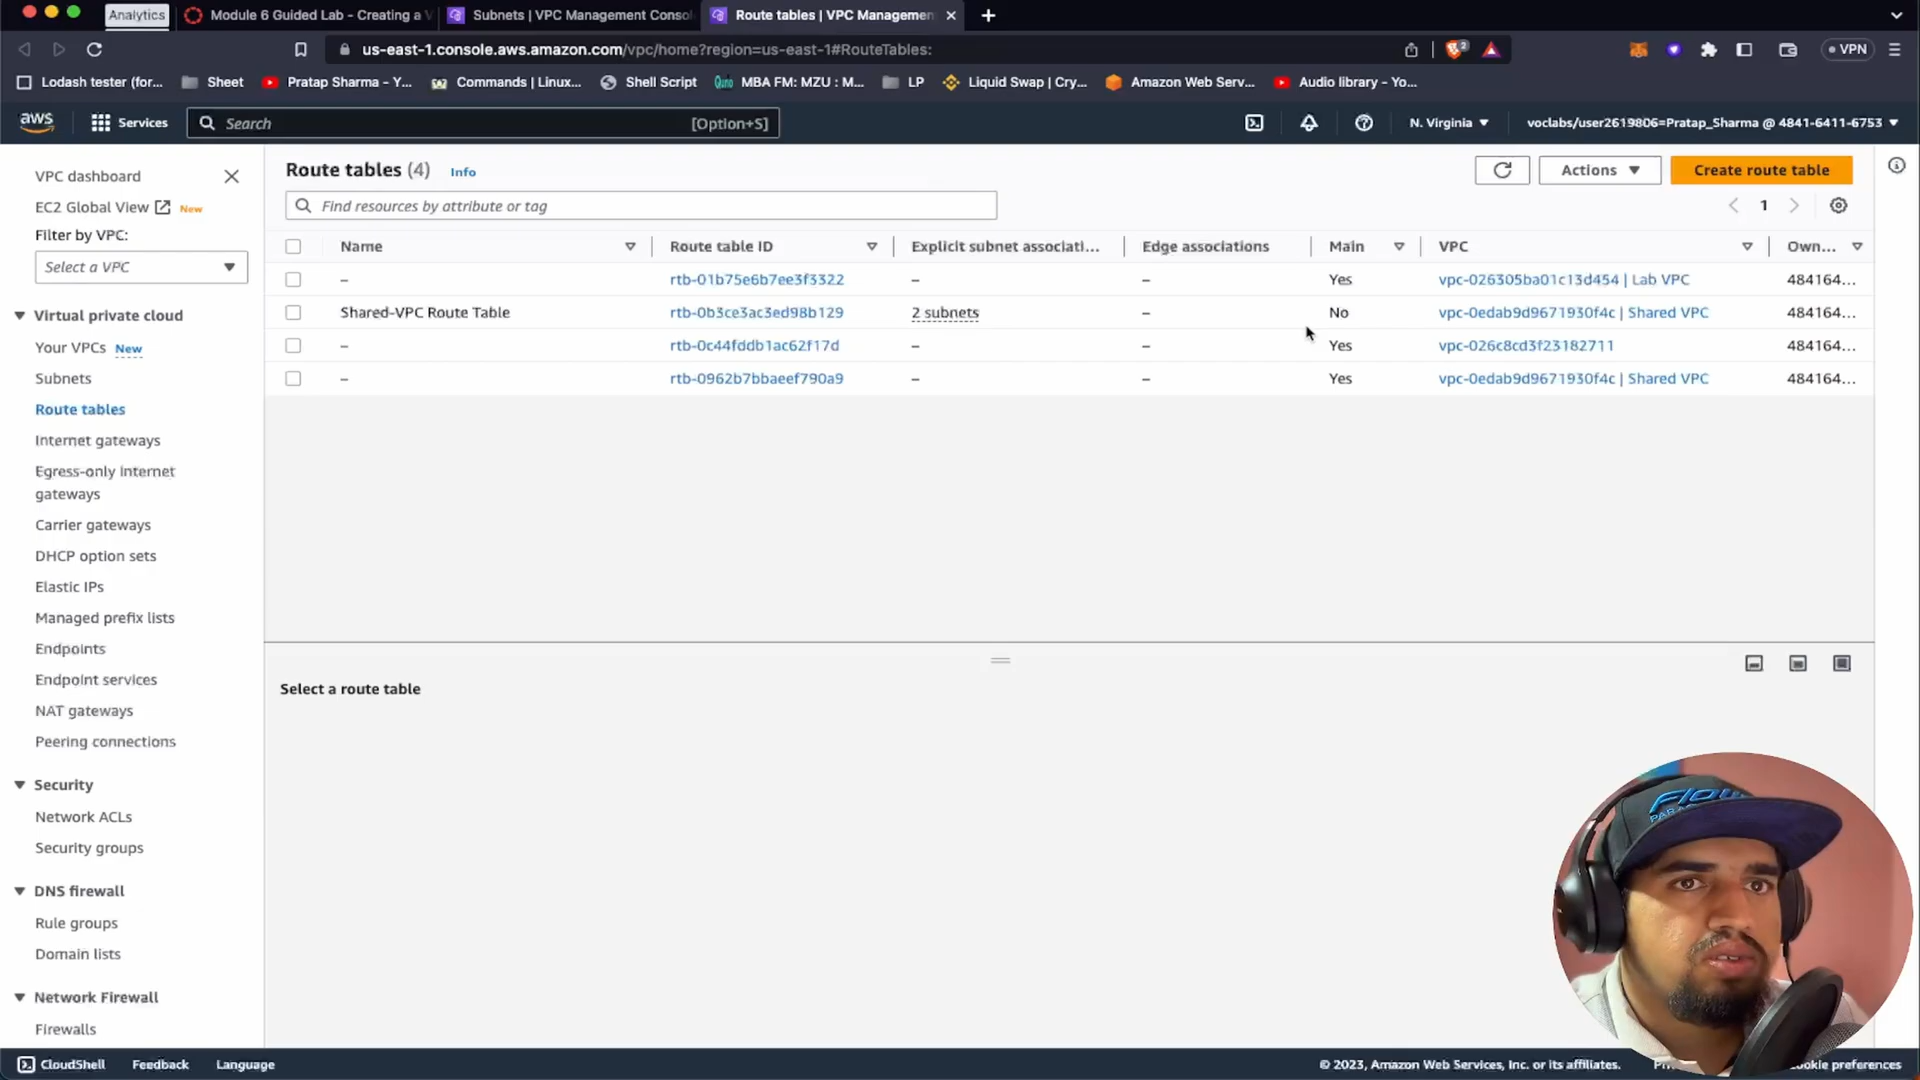 Analytics
Module 6 Guided Lab - Creating a V
Subnets | VPC Management Consol
Route tables | VPC Managemen
us-east-1.console.aws.amazon.com/vpc/home?region=us-east-1#RouteTables:
2
VPN
Lodash tester (for...
Sheet
Pratap Sharma - Y...
Commands | Linux...
Shell Script
MBA FM: MZU : M...
LP
Liquid Swap | Cry...
Amazon Web Serv...
Audio library - Yo...
aws
Services
Search
[Option+S]
N. Virginia
voclabs/user2619806=Pratap_Sharma @ 4841-6411-6753
VPC dashboard
EC2 Global View New
Filter by VPC:
Select a VPC
Virtual private cloud
Your VPCs New
Subnets
Route tables
Internet gateways
Egress-only internet
gateways
Carrier gateways
DHCP option sets
Elastic IPs
Managed prefix lists
Endpoints
Endpoint services
NAT gateways
Peering connections
Security
Network ACLs
Security groups
DNS firewall
Rule groups
Domain lists
Network Firewall
Firewalls
Route tables (4) Info
Actions
Create route table
Find resources by attribute or tag
1
Name Route table ID Explicit subnet associati... Edge associations Main VPC Own...
– rtb-01b75e6b7ee3f3322 – – Yes vpc-026305ba01c13d454 | Lab VPC 484164...
Shared-VPC Route Table rtb-0b3ce3ac3ed98b129 2 subnets – No vpc-0edab9d9671930f4c | Shared VPC 484164...
– rtb-0c44fddb1ac62f17d – – Yes vpc-026c8cd3f23182711 484164...
– rtb-0962b7bbaeef790a9 – – Yes vpc-0edab9d9671930f4c | Shared VPC 484164...
Select a route table
CloudShell
Feedback
Language
© 2023, Amazon Web Services, Inc. or its affiliates.
ookie preferences